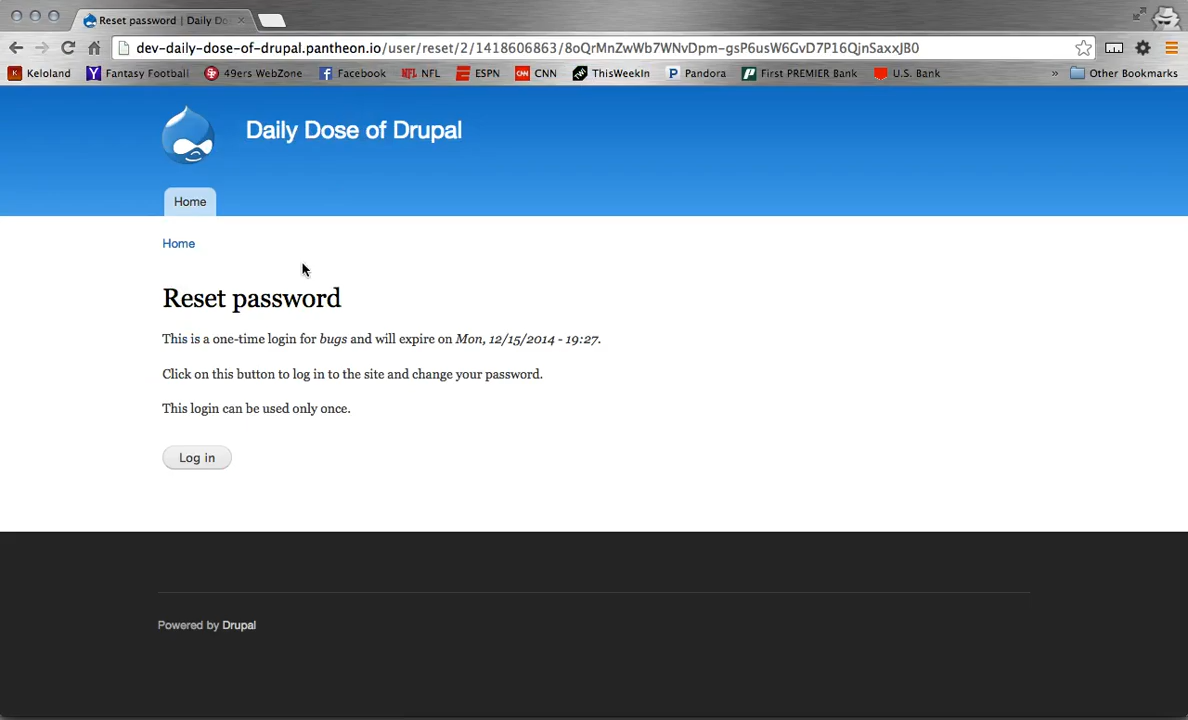 Reset password | Daily Do
dev-daily-dose-of-drupal.pantheon.io/user/reset/2/1418606863/8oQrMnZwWb7WNvDpm-gsP6usW6GvD7P16QjnSaxxJB0
Keloland Fantasy Football 49ers WebZone Facebook NFL ESPN CNN ThisWeekIn Pandora First PREMIER Bank U.S. Bank » Other Bookmarks
Daily Dose of Drupal
Home
Home
Reset password
This is a one-time login for bugs and will expire on Mon, 12/15/2014 - 19:27.
Click on this button to log in to the site and change your password.
This login can be used only once.
Log in
Powered by Drupal